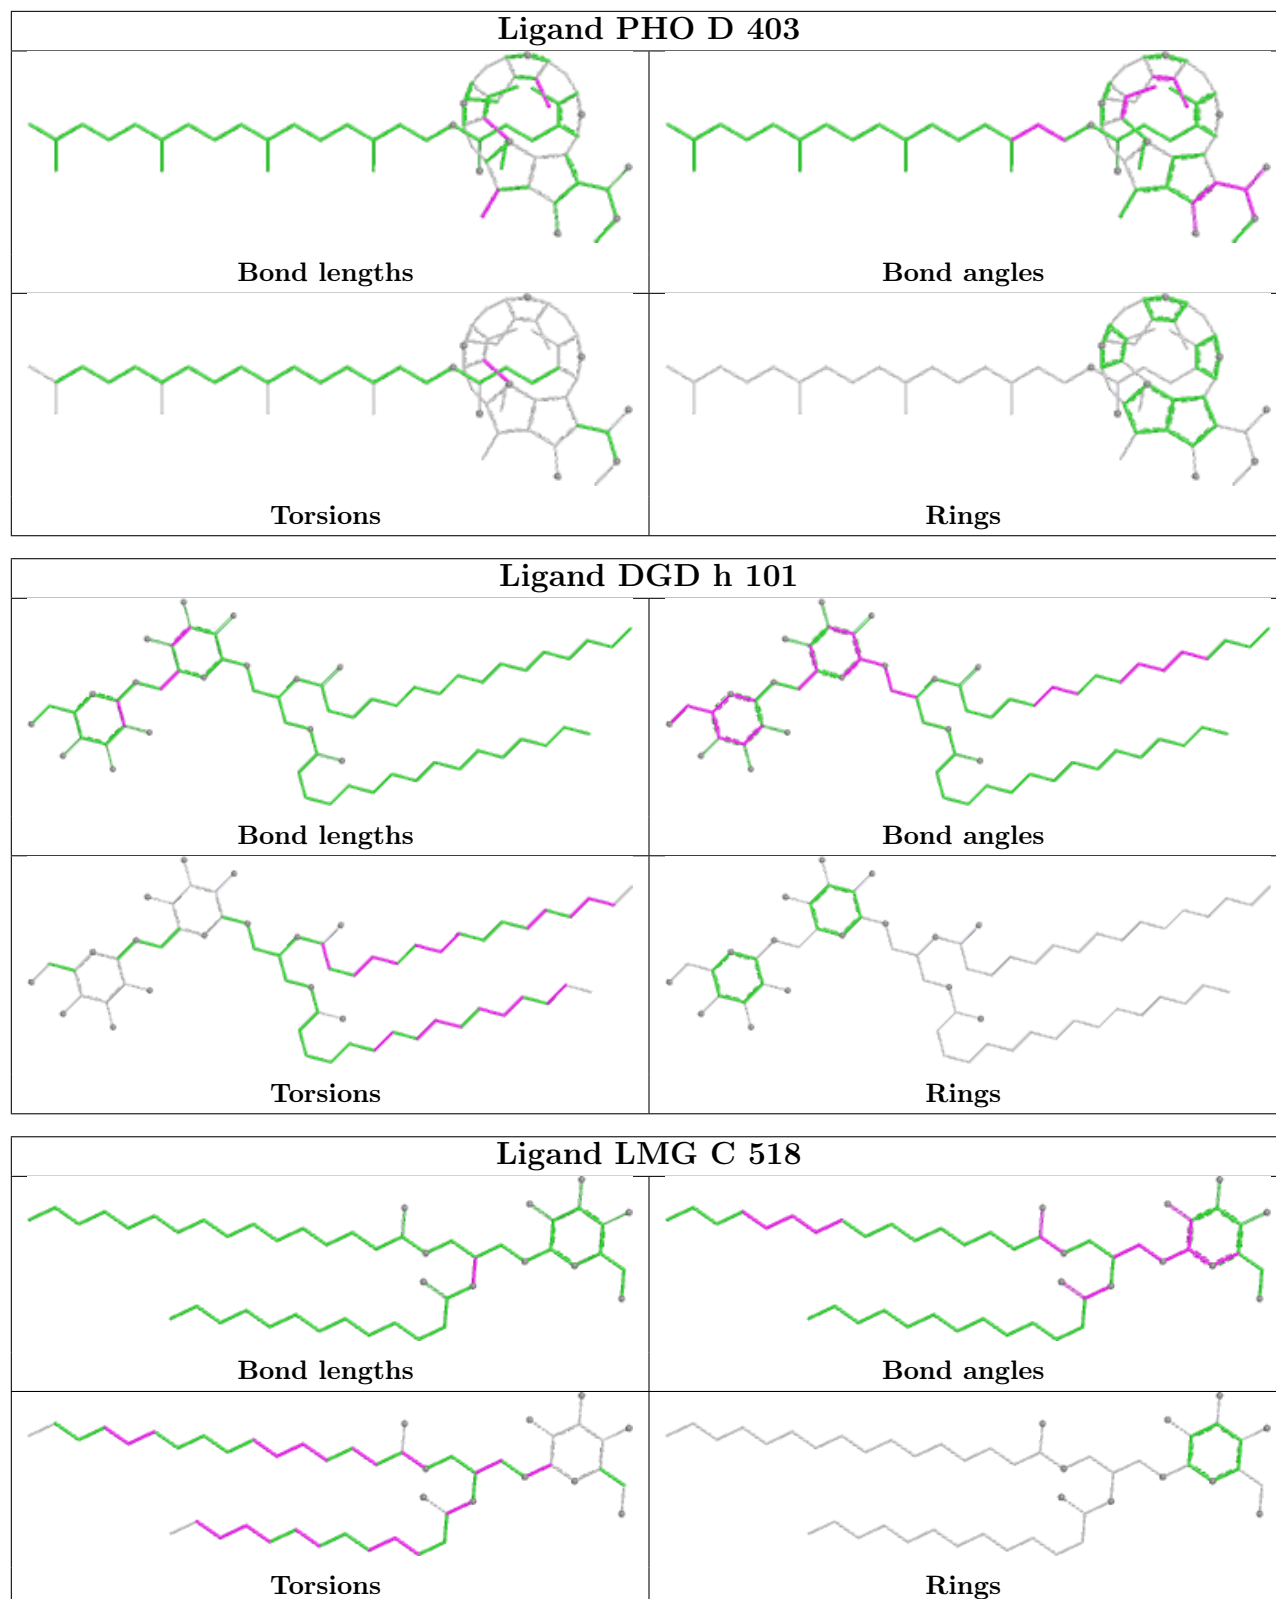 Ligand PHO D 403
Bond lengths
Bond angles
Torsions
Rings
Ligand DGD h 101
Bond lengths
Bond angles
Torsions
Rings
Ligand LMG C 518
Bond lengths
Bond angles
Torsions
Rings